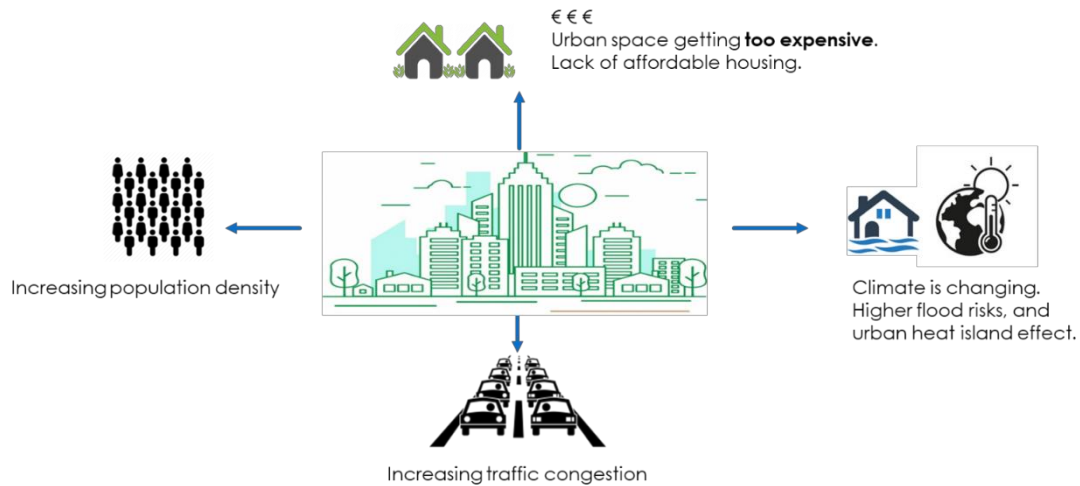 € € €
Urban space getting too expensive.
Lack of affordable housing.
Increasing population density
Climate is changing.
Higher flood risks, and
urban heat island effect.
Increasing traffic congestion